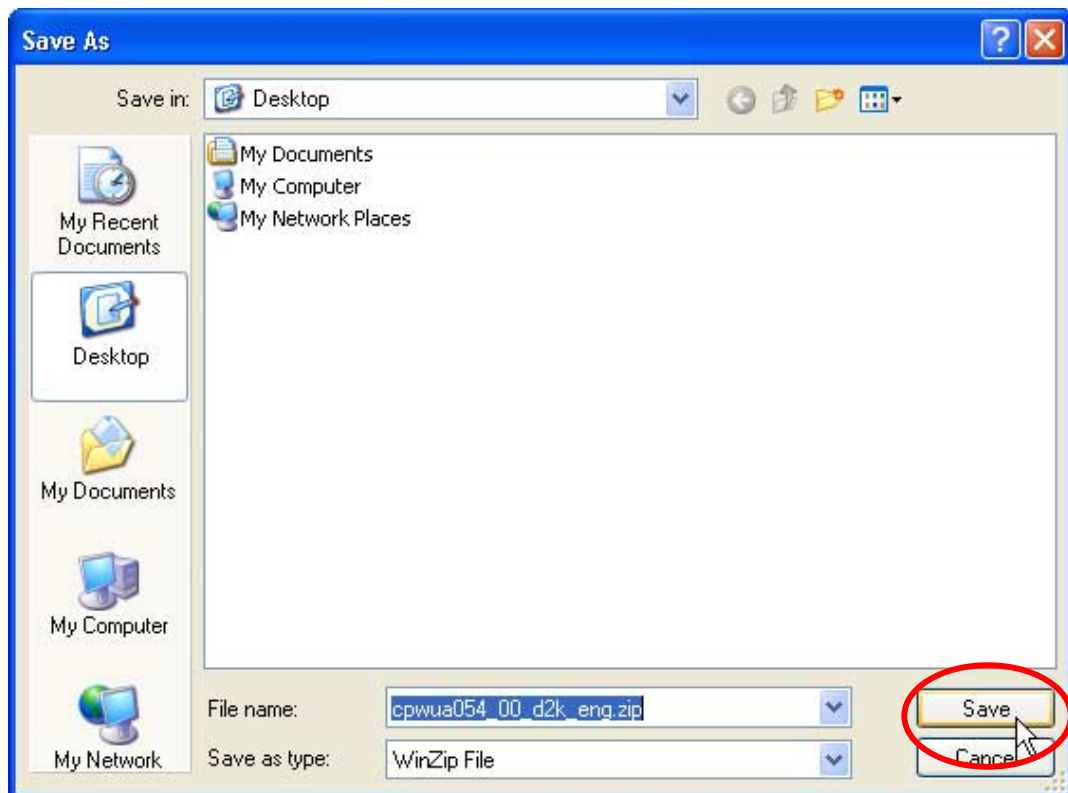 Save As
Save in:
Desktop
My Recent
Documents
Desktop
My Documents
My Computer
My Network
My Documents
My Computer
My Network Places
File name:
cpwua054_00_d2k_eng.zip
Save
Save as type:
WinZip File
Cancel